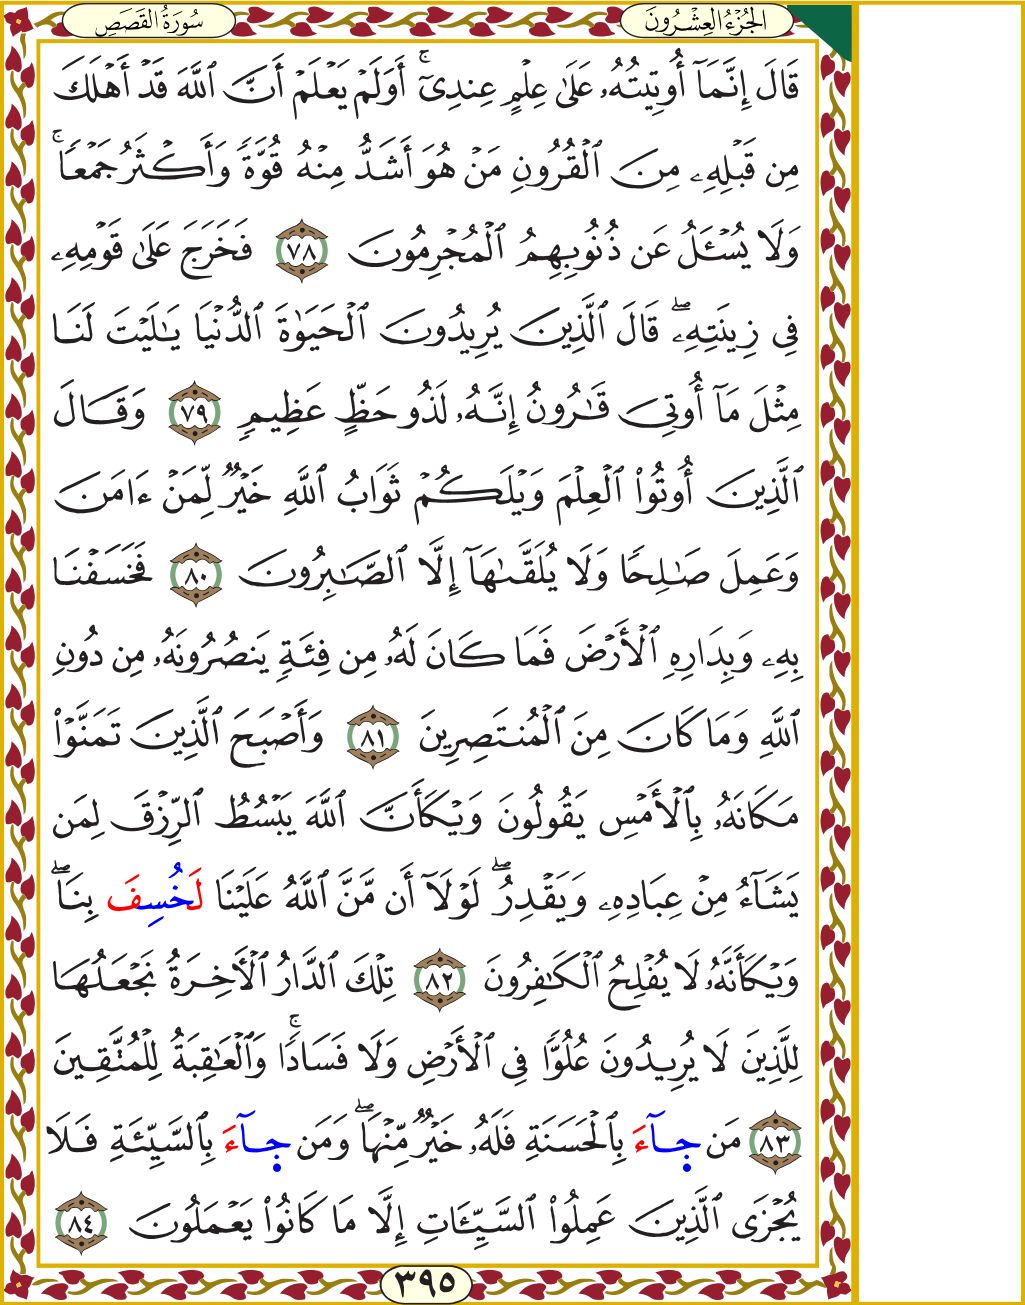 الجُزْءُ العِشْرُونَ
سُورَةُ القَصَصِ
قَالَ إِنَّمَآ أُوتِيتُهُۥ عَلَىٰ عِلْمٍ عِندِىٓ ۚ أَوَلَمْ يَعْلَمْ أَنَّ ٱللَّهَ قَدْ أَهْلَكَ
مِن قَبْلِهِۦ مِنَ ٱلْقُرُونِ مَنْ هُوَ أَشَدُّ مِنْهُ قُوَّةً وَأَكْثَرُ جَمْعًا ۚ
وَلَا يُسْـَٔلُ عَن ذُنُوبِهِمُ ٱلْمُجْرِمُونَ ٧٨ فَخَرَجَ عَلَىٰ قَوْمِهِۦ
فِى زِينَتِهِۦ ۖ قَالَ ٱلَّذِينَ يُرِيدُونَ ٱلْحَيَوٰةَ ٱلدُّنْيَا يَـٰلَيْتَ لَنَا
مِثْلَ مَآ أُوتِىَ قَـٰرُونُ إِنَّهُۥ لَذُو حَظٍّ عَظِيمٍ ٧٩ وَقَالَ
ٱلَّذِينَ أُوتُوا۟ ٱلْعِلْمَ وَيْلَكُمْ ثَوَابُ ٱللَّهِ خَيْرٌ لِّمَنْ ءَامَنَ
وَعَمِلَ صَـٰلِحًا وَلَا يُلَقَّىٰهَآ إِلَّا ٱلصَّـٰبِرُونَ ٨٠ فَخَسَفْنَا
بِهِۦ وَبِدَارِهِ ٱلْأَرْضَ فَمَا كَانَ لَهُۥ مِن فِئَةٍ يَنصُرُونَهُۥ مِن دُونِ
ٱللَّهِ وَمَا كَانَ مِنَ ٱلْمُنتَصِرِينَ ٨١ وَأَصْبَحَ ٱلَّذِينَ تَمَنَّوْا۟
مَكَانَهُۥ بِٱلْأَمْسِ يَقُولُونَ وَيْكَأَنَّ ٱللَّهَ يَبْسُطُ ٱلرِّزْقَ لِمَن
يَشَآءُ مِنْ عِبَادِهِۦ وَيَقْدِرُ ۖ لَوْلَآ أَن مَّنَّ ٱللَّهُ عَلَيْنَا لَخُسِفَ بِنَا ۖ
وَيْكَأَنَّهُۥ لَا يُفْلِحُ ٱلْكَـٰفِرُونَ ٨٢ تِلْكَ ٱلدَّارُ ٱلْـَٔاخِرَةُ نَجْعَلُهَا
لِلَّذِينَ لَا يُرِيدُونَ عُلُوًّا فِى ٱلْأَرْضِ وَلَا فَسَادًا ۚ وَٱلْعَـٰقِبَةُ لِلْمُتَّقِينَ
٨٣ مَن جَآءَ بِٱلْحَسَنَةِ فَلَهُۥ خَيْرٌ مِّنْهَا ۖ وَمَن جَآءَ بِٱلسَّيِّئَةِ فَلَا
يُجْزَى ٱلَّذِينَ عَمِلُوا۟ ٱلسَّيِّـَٔاتِ إِلَّا مَا كَانُوا۟ يَعْمَلُونَ ٨٤
٣٩٥